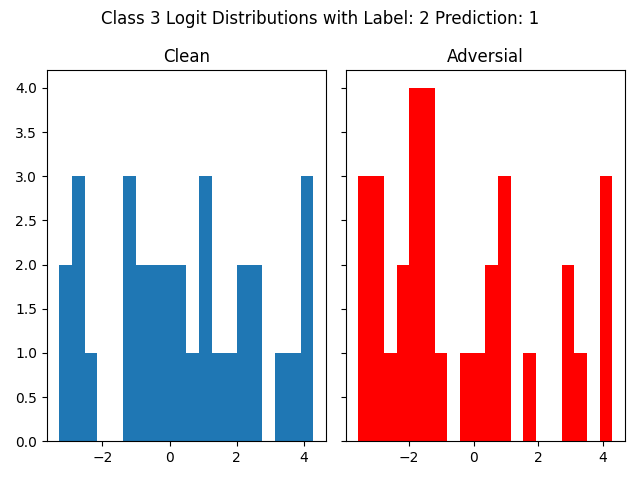 Class 3 Logit Distributions with Label: 2 Prediction: 1
Clean
Adversial
4.0
3.5
3.0
2.5
2.0
1.5
1.0
0.5
0.0
−2 0 2 4
−2 0 2 4